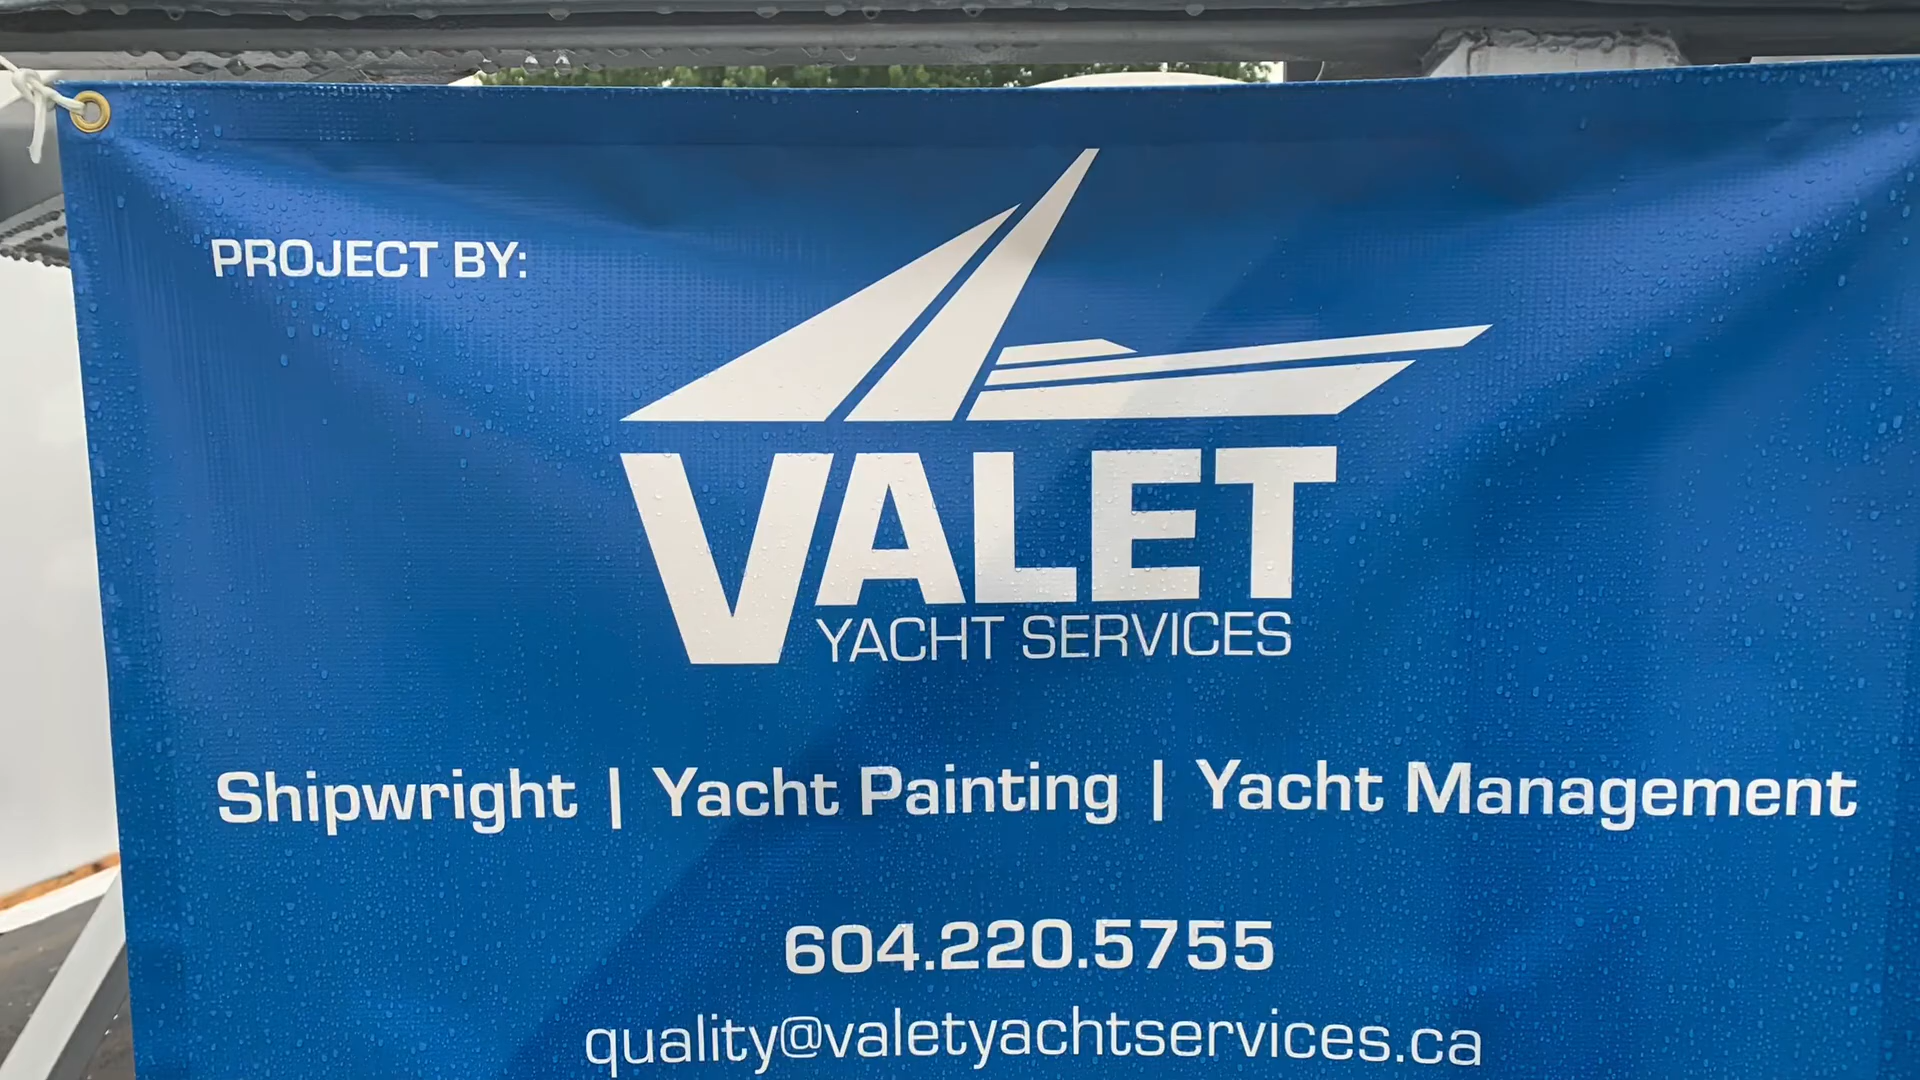 PROJECT BY:
VALET
YACHT SERVICES
Shipwright | Yacht Painting | Yacht Management
604.220.5755
quality@valetyachtservices.ca